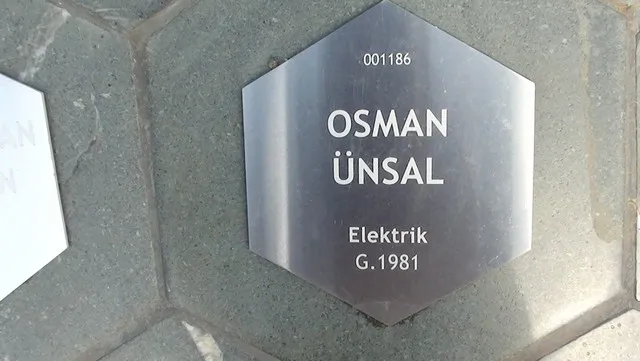 001186
OSMAN
ÜNSAL
Elektrik
G.1981